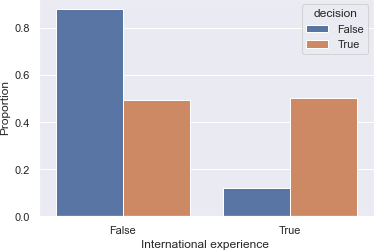 decision
False
True
0.8
0.6
0.4
0.2
0.0
Proportion
False
True
International experience